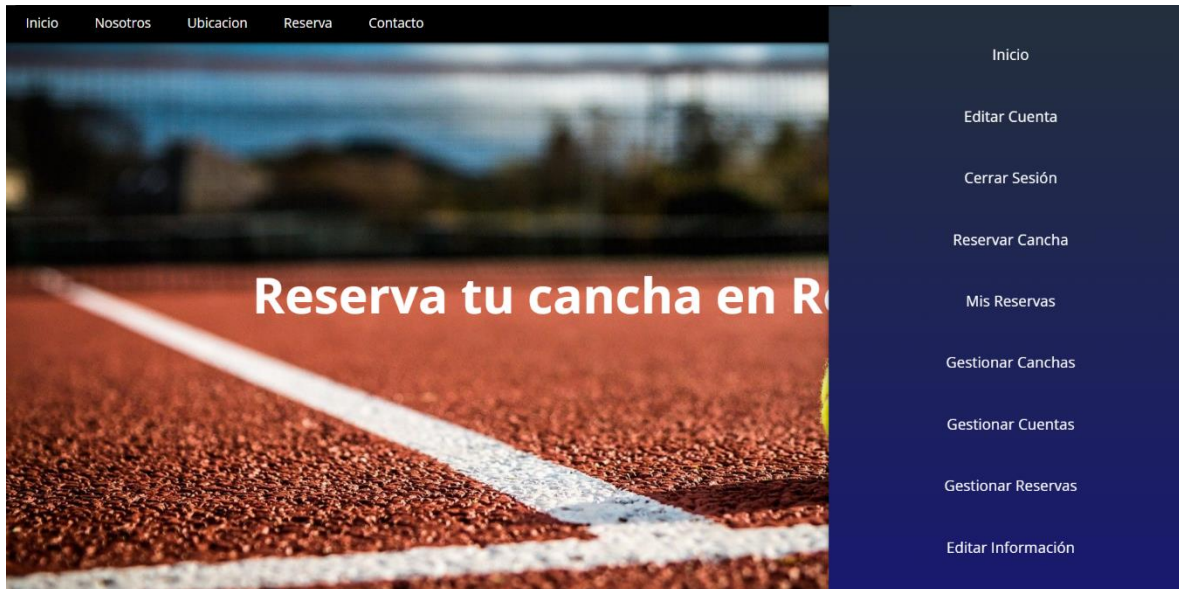 Inicio Nosotros Ubicacion Reserva Contacto
Reserva tu cancha en R
Inicio
Editar Cuenta
Cerrar Sesión
Reservar Cancha
Mis Reservas
Gestionar Canchas
Gestionar Cuentas
Gestionar Reservas
Editar Información